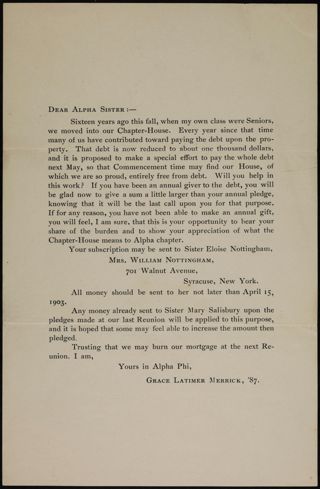 DEAR ALPHA SISTER:—
Sixteen years ago this fall, when my own class were Seniors,
we moved into our Chapter-House. Every year since that time
many of us have contributed toward paying the debt upon the pro-
perty. That debt is now reduced to about one thousand dollars,
and it is proposed to make a special effort to pay the whole debt
next May, so that Commencement time may find our House, of
which we are so proud, entirely free from debt. Will you help in
this work? If you have been an annual giver to the debt, you will
be glad now to give a sum a little larger than your annual pledge,
knowing that it will be the last call upon you for that purpose.
If for any reason, you have not been able to make an annual gift,
you will feel, I am sure, that this is your opportunity to bear your
share of the burden and to show your appreciation of what the
Chapter-House means to Alpha chapter.
Your subscription may be sent to Sister Eloise Nottingham,
MRS. WILLIAM NOTTINGHAM,
701 Walnut Avenue,
Syracuse, New York.
All money should be sent to her not later than April 15,
1903.
Any money already sent to Sister Mary Salisbury upon the
pledges made at our last Reunion will be applied to this purpose,
and it is hoped that some may feel able to increase the amount then
pledged.
Trusting that we may burn our mortgage at the next Re-
union. I am,
Yours in Alpha Phi,
GRACE LATIMER MERRICK, '87.